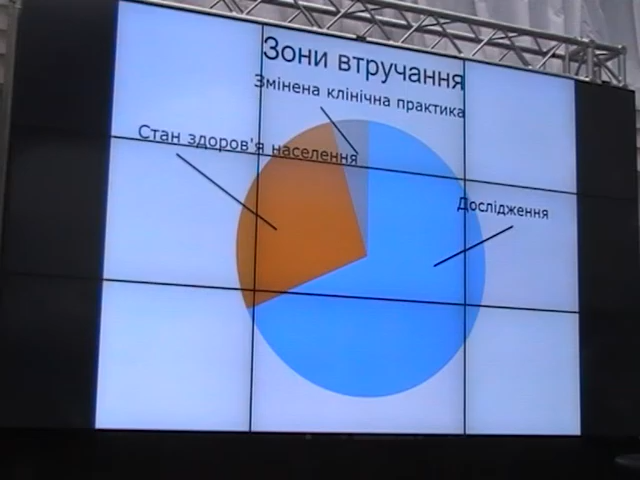 Зони втручання
Змінена клінічна практика
Стан здоров'я населення
Дослідження